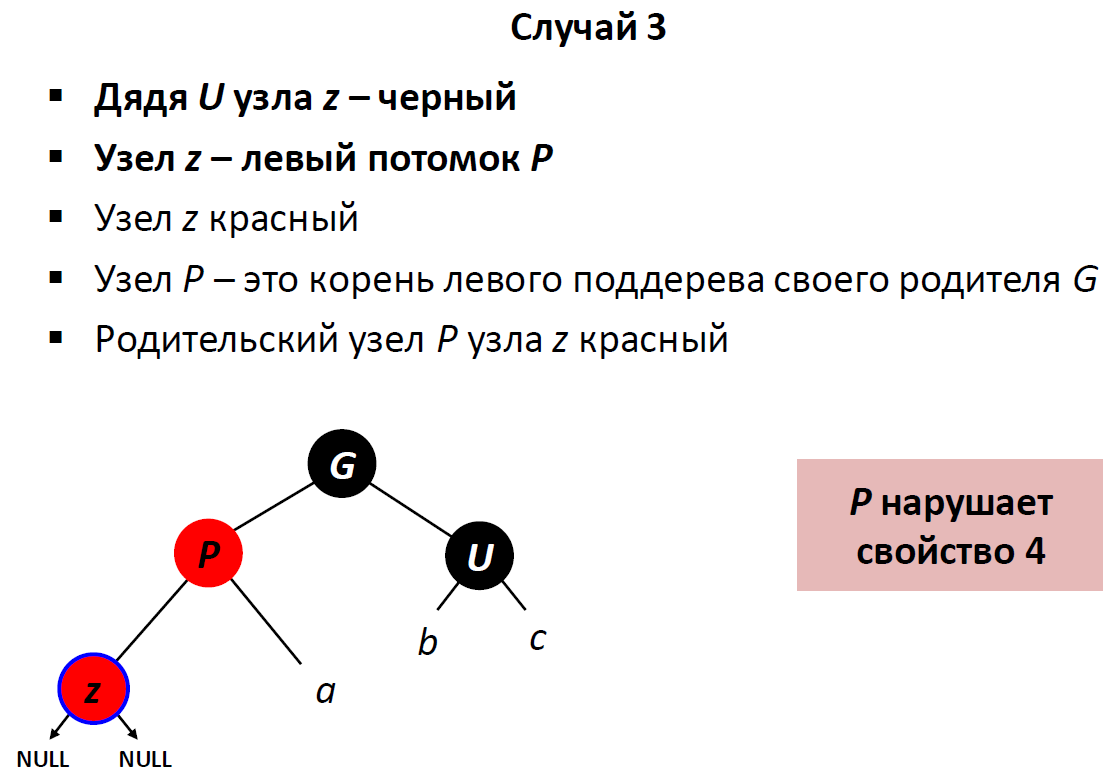 Случай 3
▪ Дядя U узла z – черный
▪ Узел z – левый потомок P
▪ Узел z красный
▪ Узел P – это корень левого поддерева своего родителя G
▪ Родительский узел P узла z красный
G
P нарушает
свойство 4
P
U
b
c
z
a
NULL
NULL